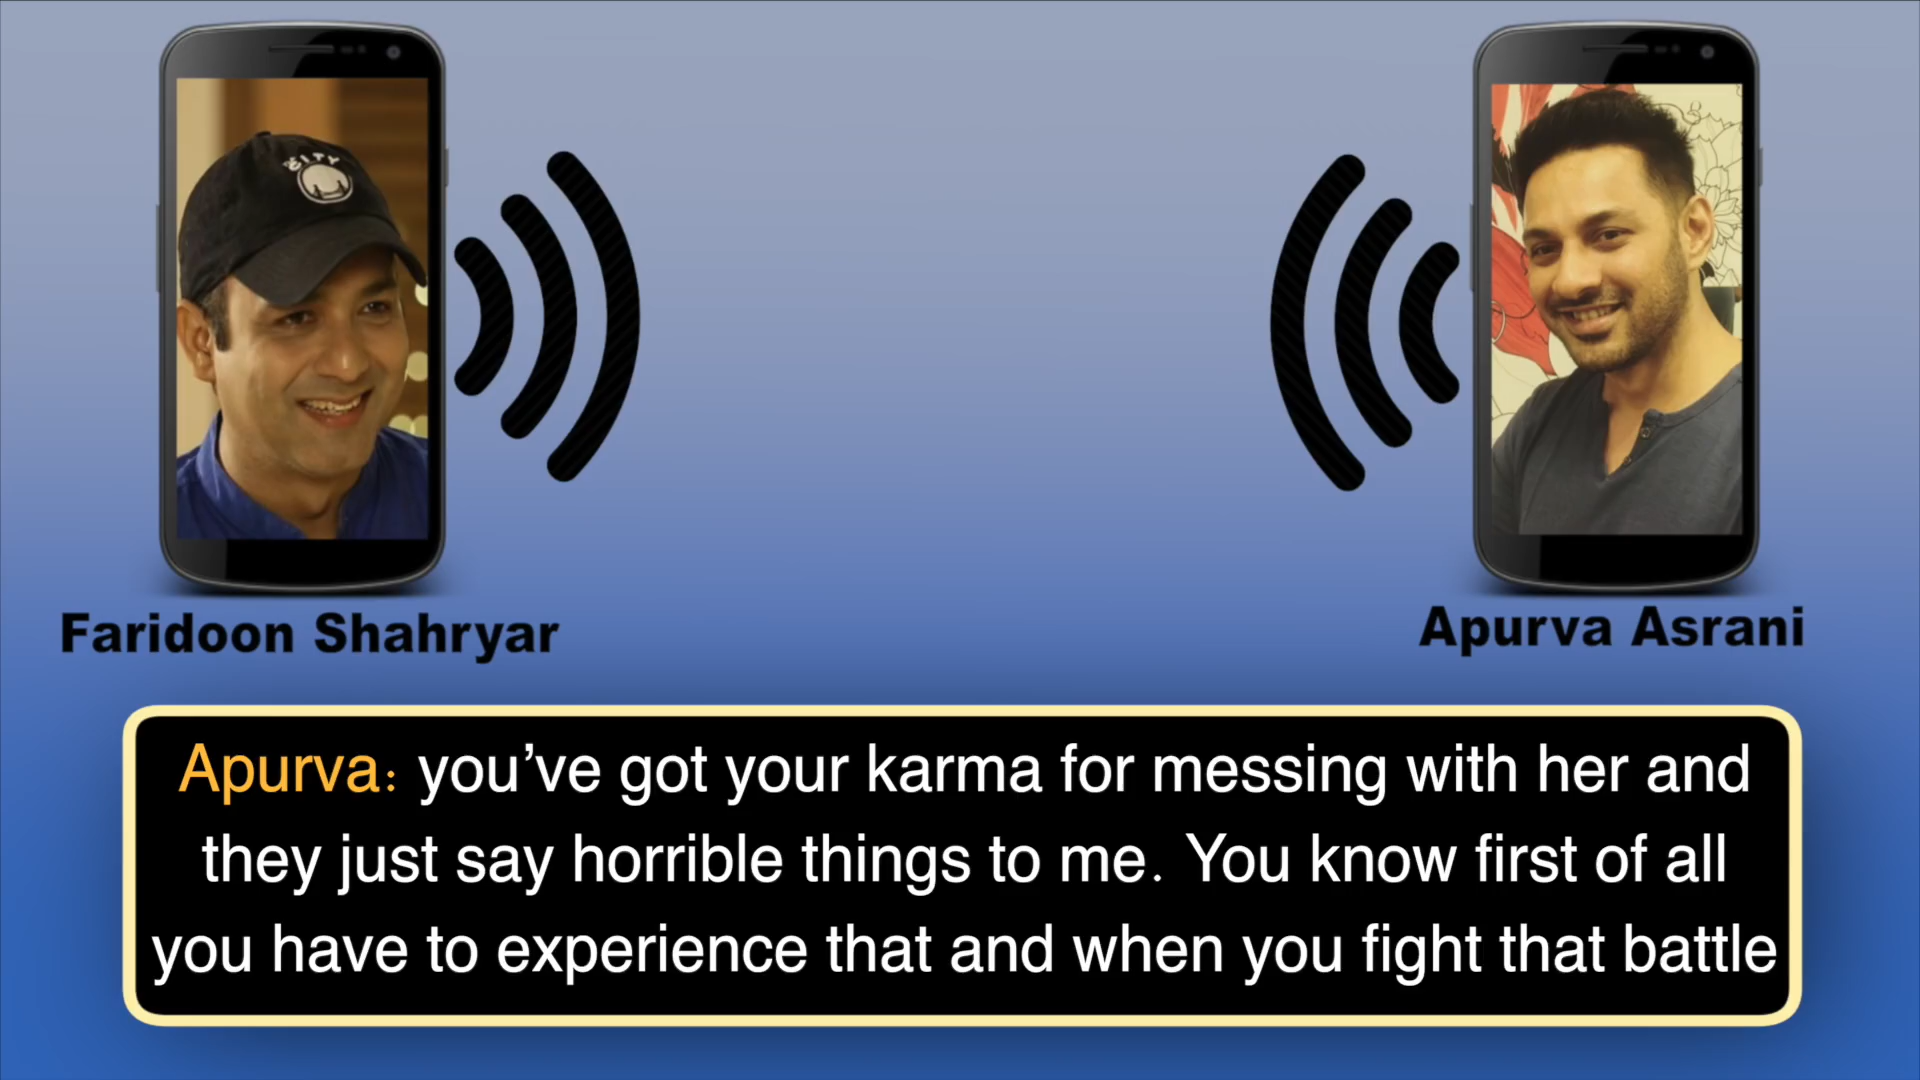 CITY
Faridoon Shahryar
Apurva Asrani
Apurva: you’ve got your karma for messing with her and
they just say horrible things to me. You know first of all
you have to experience that and when you fight that battle